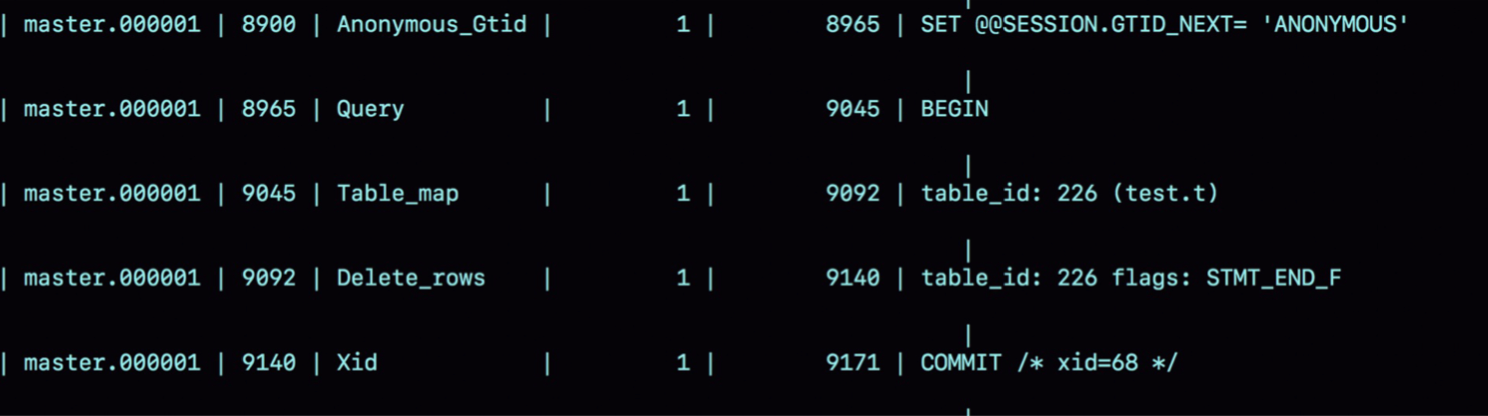 | master.000001 | 8900 | Anonymous_Gtid | 1 | 8965 | SET @@SESSION.GTID_NEXT= 'ANONYMOUS'
|
| master.000001 | 8965 | Query | 1 | 9045 | BEGIN
|
| master.000001 | 9045 | Table_map | 1 | 9092 | table_id: 226 (test.t)
|
| master.000001 | 9092 | Delete_rows | 1 | 9140 | table_id: 226 flags: STMT_END_F
|
| master.000001 | 9140 | Xid | 1 | 9171 | COMMIT /* xid=68 */
|